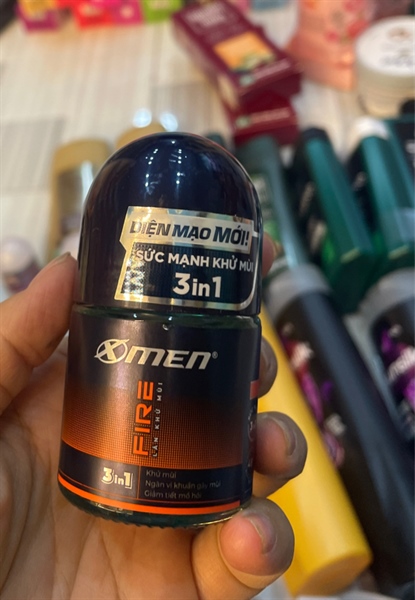 DIỆN MẠO MỚI!
SỨC MẠNH KHỬ MÙI
3in1
XMEN®
FIRE
LĂN KHỬ MÙI
3in1
Khử mùi
Ngăn vi khuẩn gây mùi
Giảm tiết mồ hôi